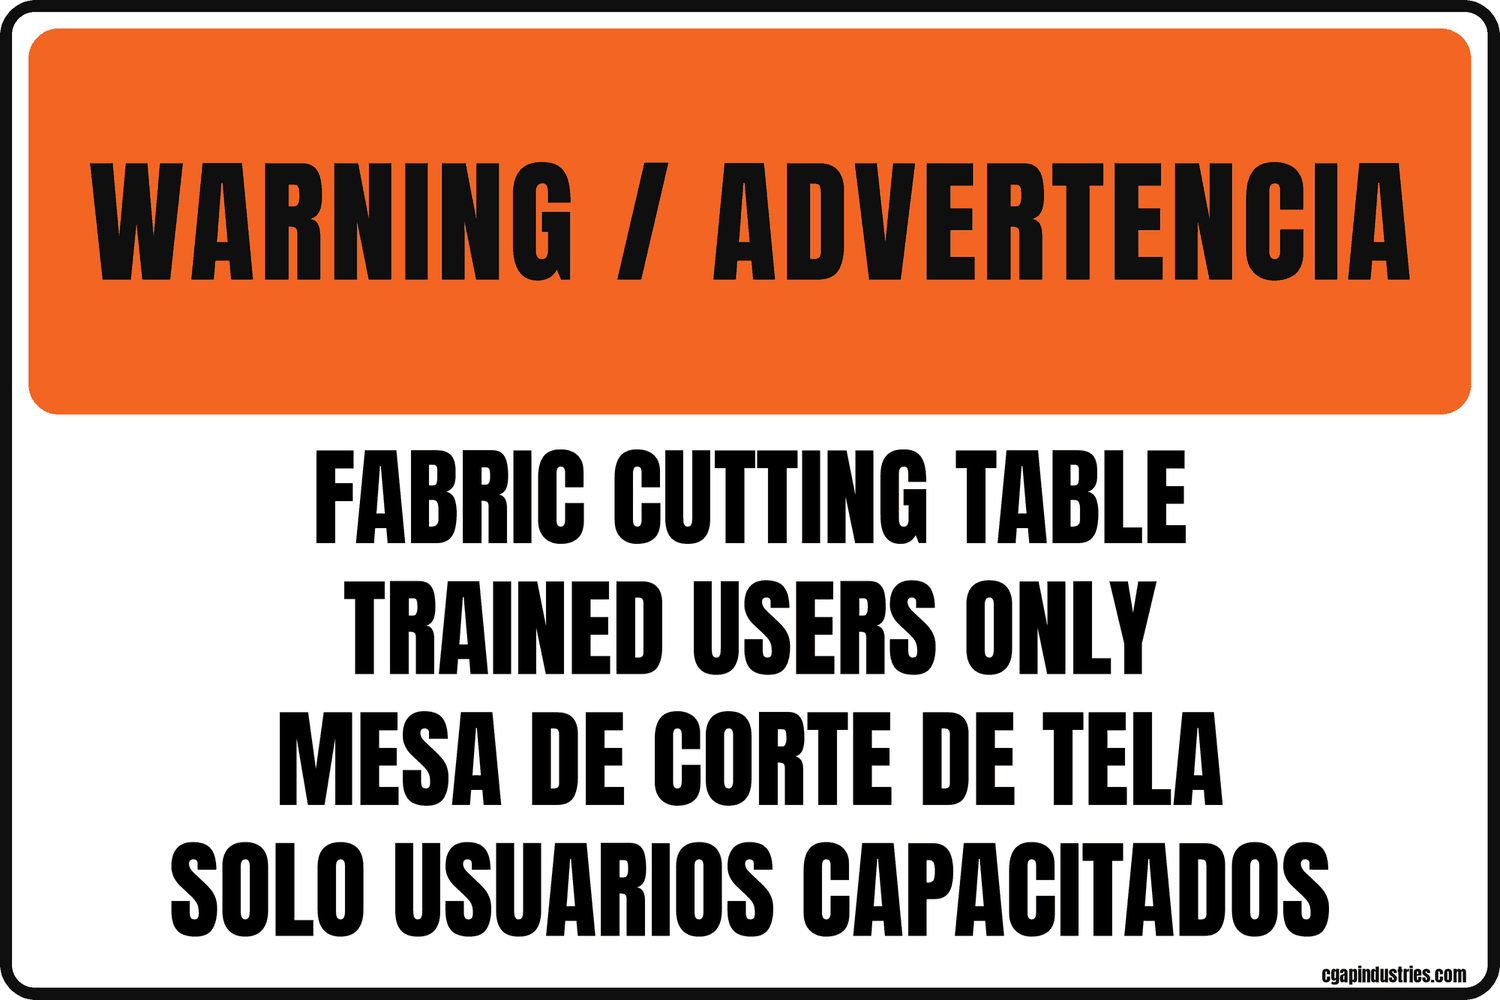 WARNING / ADVERTENCIA
FABRIC CUTTING TABLE
TRAINED USERS ONLY
MESA DE CORTE DE TELA
SOLO USUARIOS CAPACITADOS
cgapindustries.com